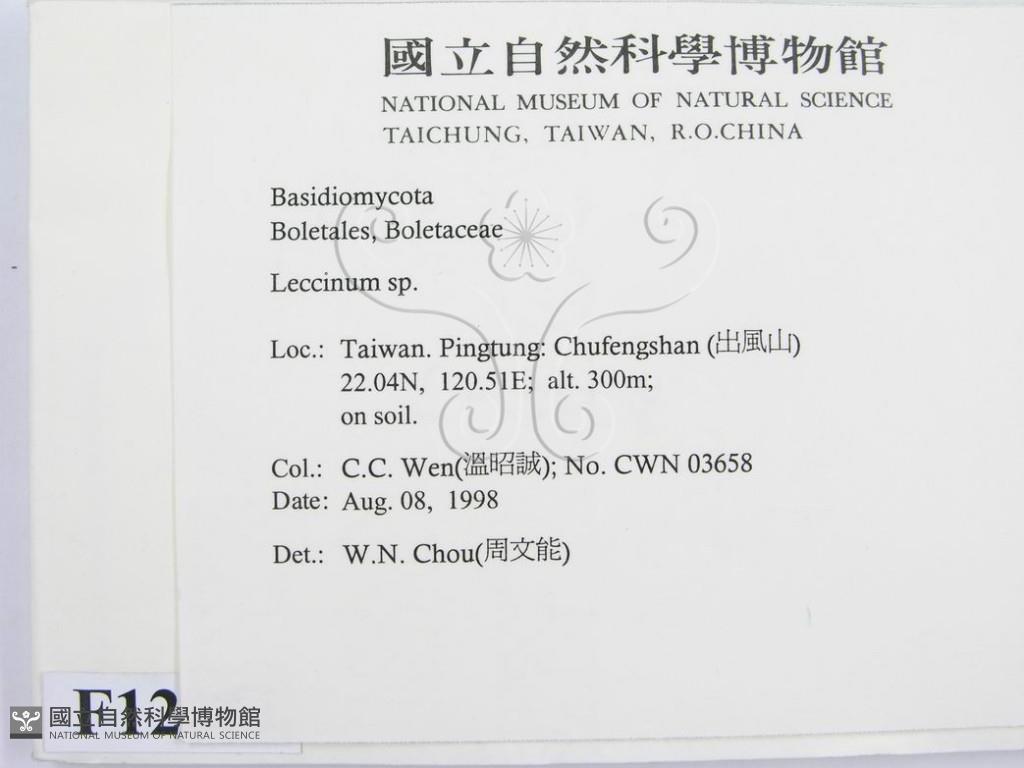 國立自然科學博物館
NATIONAL MUSEUM OF NATURAL SCIENCE
TAICHUNG, TAIWAN, R.O.CHINA
Basidiomycota
Boletales, Boletaceae
Leccinum sp.
Loc.: Taiwan. Pingtung: Chufengshan (出風山)
22.04N, 120.51E; alt. 300m;
on soil.
Col.: C.C. Wen(溫昭誠); No. CWN 03658
Date: Aug. 08, 1998
Det.: W.N. Chou(周文能)
F12
國立自然科學博物館
NATIONAL MUSEUM OF NATURAL SCIENCE